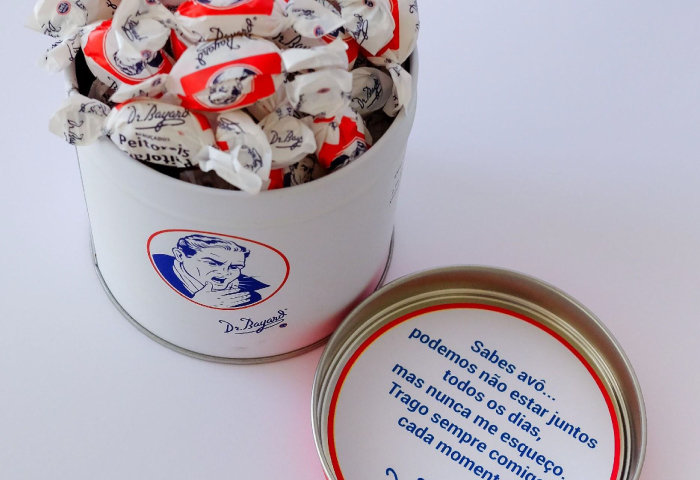 Dr. Bayard
Peitorais
Dr. Bayard
Dr. Bayard
Sabes avô...
podemos não estar juntos
todos os dias,
mas nunca me esqueço.
Trago sempre comigo
cada moment